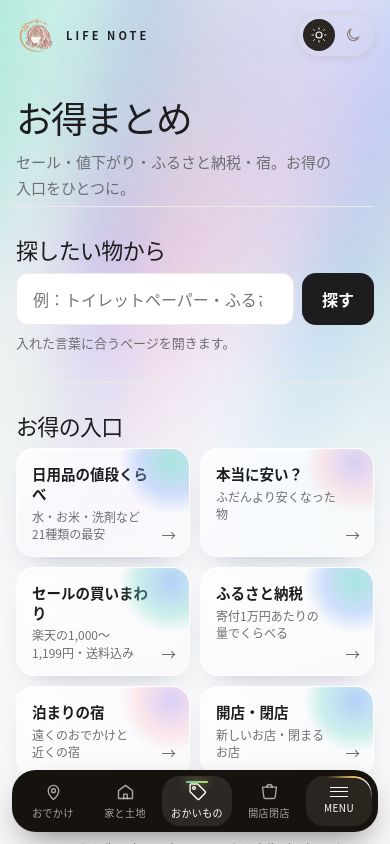 LIFE NOTE
お得まとめ
セール・値下がり・ふるさと納税・宿。お得の
入口をひとつに。
探したい物から
例：トイレットペーパー・ふる
探す
入れた言葉に合うページを開きます。
お得の入口
日用品の値段くら
べ
水・お米・洗剤など
21種類の最安
→
本当に安い？
ふだんより安くなった
物
→
セールの買いまわ
り
楽天の1,000〜
1,199円・送料込み
→
ふるさと納税
寄付1万円あたりの
量でくらべる
→
泊まりの宿
遠くのおでかけと
近くの宿
→
開店・閉店
新しいお店・閉まる
お店
→
おでかけ
家と土地
おかいもの
開店閉店
MENU